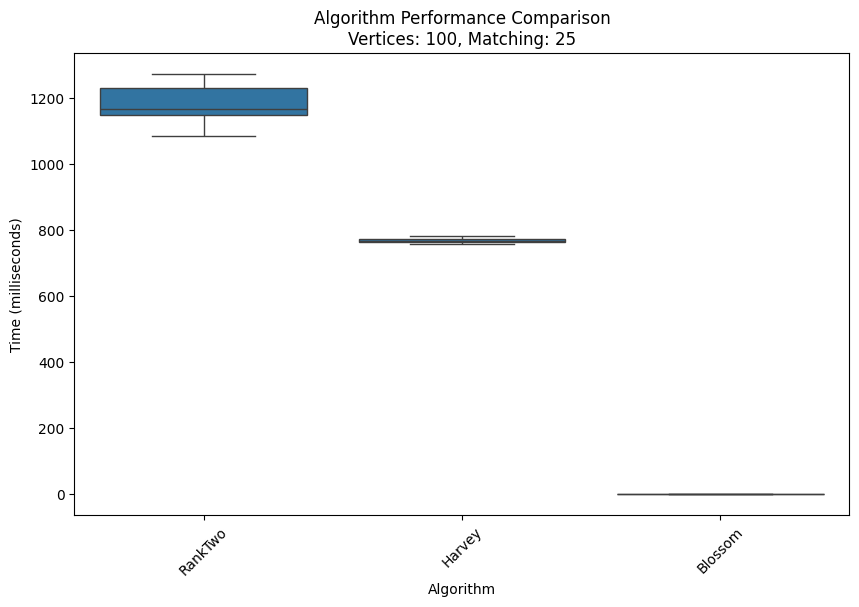 Algorithm Performance Comparison
Vertices: 100, Matching: 25
Time (milliseconds)
1200
1000
800
600
400
200
0
RankTwo
Harvey
Blossom
Algorithm